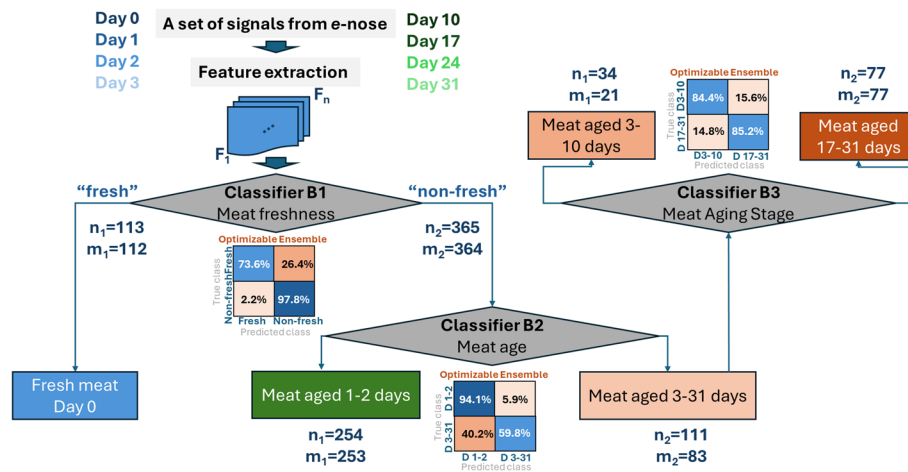 Day 0
Day 1
Day 2
Day 3
A set of signals from e-nose
Day 10
Day 17
Day 24
Day 31
Feature extraction
Fn
...
F1
Classifier B1
Meat freshness
"fresh"
"non-fresh"
n1=113
m1=112
n2=365
m2=364
Optimizable Ensemble
True class
Non-fresh Fresh
73.6% 26.4%
2.2% 97.8%
Fresh Non-fresh
Predicted class
Fresh meat
Day 0
Classifier B2
Meat age
Meat aged 1-2 days
n1=254
m1=253
Optimizable Ensemble
True class
D 3-31 D 1-2
94.1% 5.9%
40.2% 59.8%
D 1-2 D 3-31
Predicted class
Meat aged 3-31 days
n2=111
m2=83
Classifier B3
Meat Aging Stage
n1=34
m1=21
Meat aged 3-
10 days
Optimizable Ensemble
True class
D 17-31 D3-10
84.4% 15.6%
14.8% 85.2%
D3-10 D 17-31
Predicted class
n2=77
m2=77
Meat aged
17-31 days